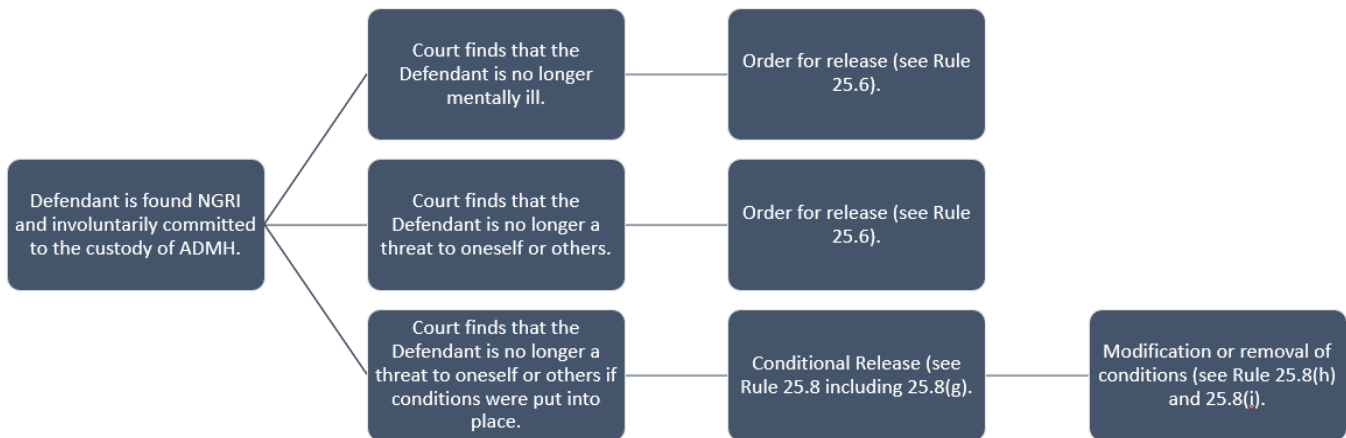 Defendant is found NGRI
and involuntarily committed
to the custody of ADMH.
Court finds that the
Defendant is no longer
mentally ill.
Order for release (see Rule
25.6).
Court finds that the
Defendant is no longer a
threat to oneself or others.
Order for release (see Rule
25.6).
Court finds that the
Defendant is no longer a
threat to oneself or others if
conditions were put into
place.
Conditional Release (see
Rule 25.8 including 25.8(g).
Modification or removal of
conditions (see Rule 25.8(h)
and 25.8(i).